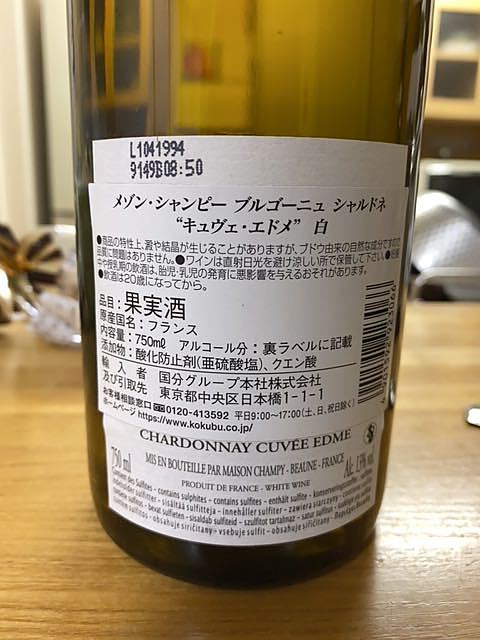 L1041994
9149B08:50
メゾン・シャンピー ブルゴーニュ シャルドネ
“キュヴェ・エドメ” 白
●商品の特性上、澱や結晶が生じることがありますが、ブドウ由来の自然な成分ですので
品質に問題はありません。●ワインは直射日光を避け涼しい所で保管して下さい。●妊娠
中や授乳期の飲酒は、胎児・乳児の発育に悪影響を与えるおそれがあります。
●飲酒は20歳になってから。
品目：果実酒
原産国名：フランス
内容量：750mℓ アルコール分：裏ラベルに記載
添加物：酸化防止剤(亜硫酸塩)、クエン酸
輸入者 国分グループ本社株式会社
及び引取先 東京都中央区日本橋1-1-1
お客様相談窓口 0120-413592 平日9:00〜17:00(土、日、祝日除く)
ホームページ https://www.kokubu.co.jp/
CHARDONNAY CUVÉE EDME
750 ml MIS EN BOUTEILLE PAR MAISON CHAMPY - BEAUNE - FRANCE Alc. 13% vol.
PRODUIT DE FRANCE - WHITE WINE
contient des Sulfites - contains sulphites - contains sulfites - enthält sulfite -
indeholder sulfitter - sisältää sulfiitteja - innehåller sulfiter - zawiera siarczyny -